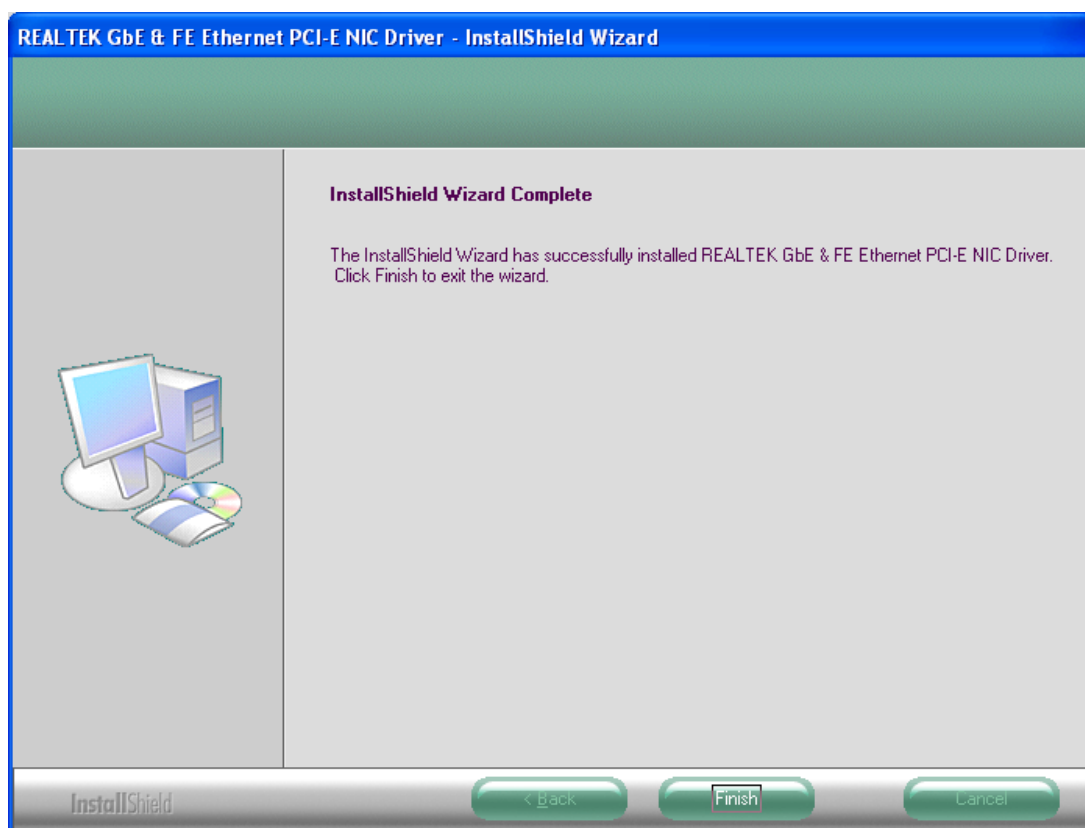 REALTEK GbE & FE Ethernet PCI-E NIC Driver - InstallShield Wizard
InstallShield Wizard Complete
The InstallShield Wizard has successfully installed REALTEK GbE & FE Ethernet PCI-E NIC Driver.
Click Finish to exit the wizard.
InstallShield
< Back
Finish
Cancel